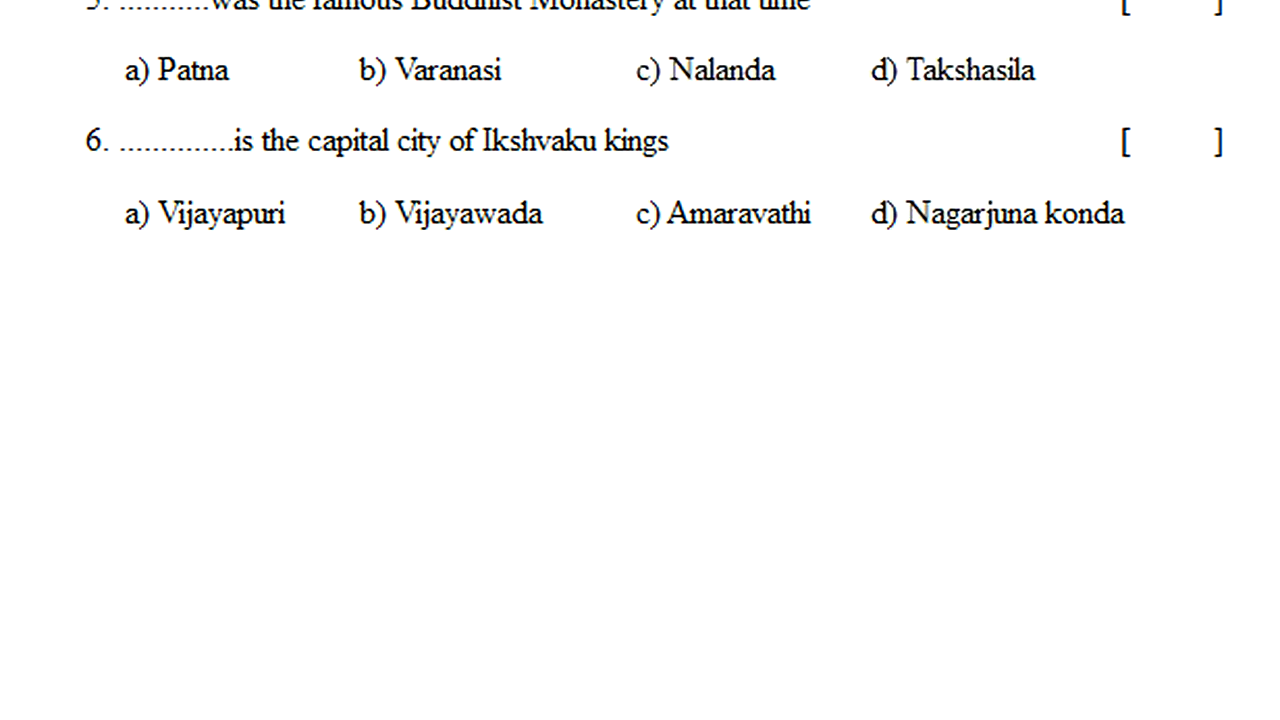 5. ...........was the famous Buddhist Monastery at that time [ ]
a) Patna b) Varanasi c) Nalanda d) Takshasila
6. ..............is the capital city of Ikshvaku kings [ ]
a) Vijayapuri b) Vijayawada c) Amaravathi d) Nagarjuna konda